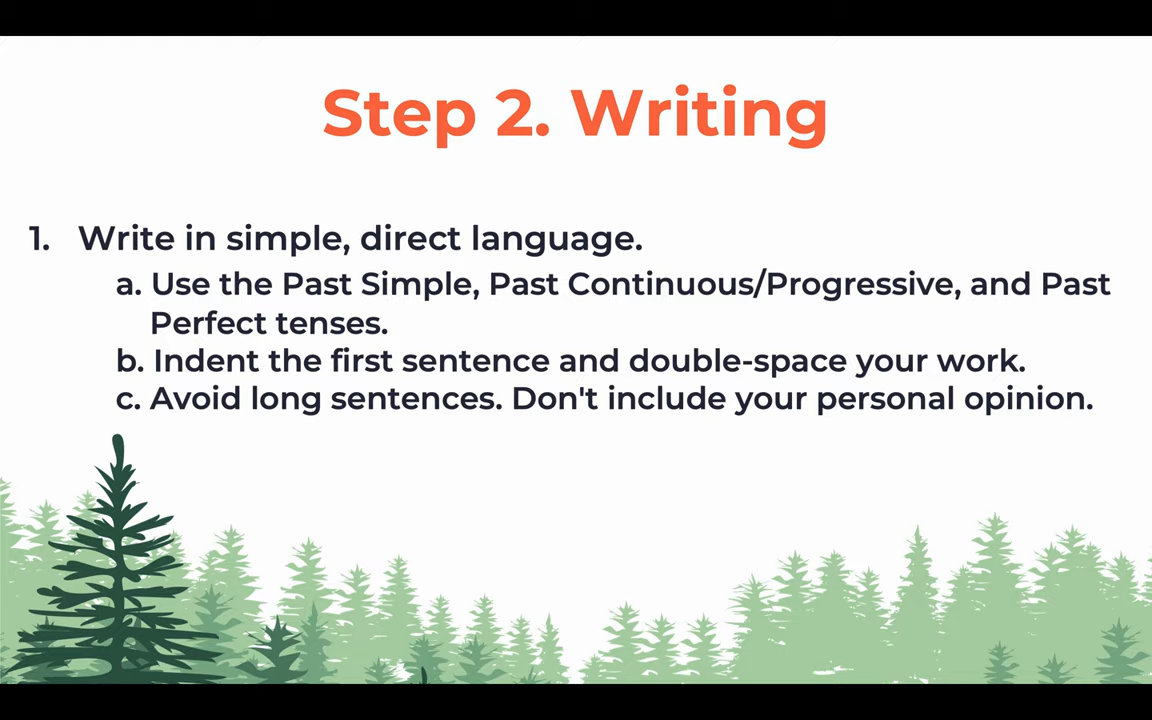 Step 2. Writing
1. Write in simple, direct language.
a. Use the Past Simple, Past Continuous/Progressive, and Past
Perfect tenses.
b. Indent the first sentence and double-space your work.
c. Avoid long sentences. Don't include your personal opinion.